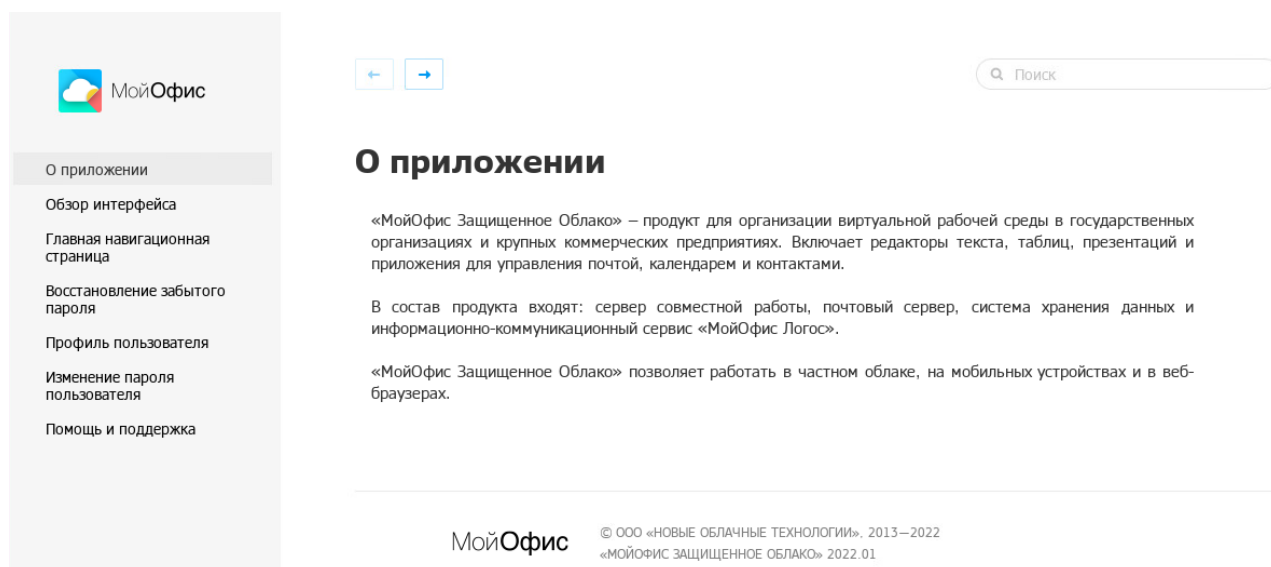 МойОфис
О приложении
Обзор интерфейса
Главная навигационная
страница
Восстановление забытого
пароля
Профиль пользователя
Изменение пароля
пользователя
Помощь и поддержка
Поиск
О приложении
«МойОфис Защищенное Облако» – продукт для организации виртуальной рабочей среды в государственных
организациях и крупных коммерческих предприятиях. Включает редакторы текста, таблиц, презентаций и
приложения для управления почтой, календарем и контактами.
В состав продукта входят: сервер совместной работы, почтовый сервер, система хранения данных и
информационно-коммуникационный сервис «МойОфис Логос».
«МойОфис Защищенное Облако» позволяет работать в частном облаке, на мобильных устройствах и в веб-
браузерах.
МойОфис
© ООО «НОВЫЕ ОБЛАЧНЫЕ ТЕХНОЛОГИИ», 2013—2022
«МОЙОФИС ЗАЩИЩЕННОЕ ОБЛАКО» 2022.01